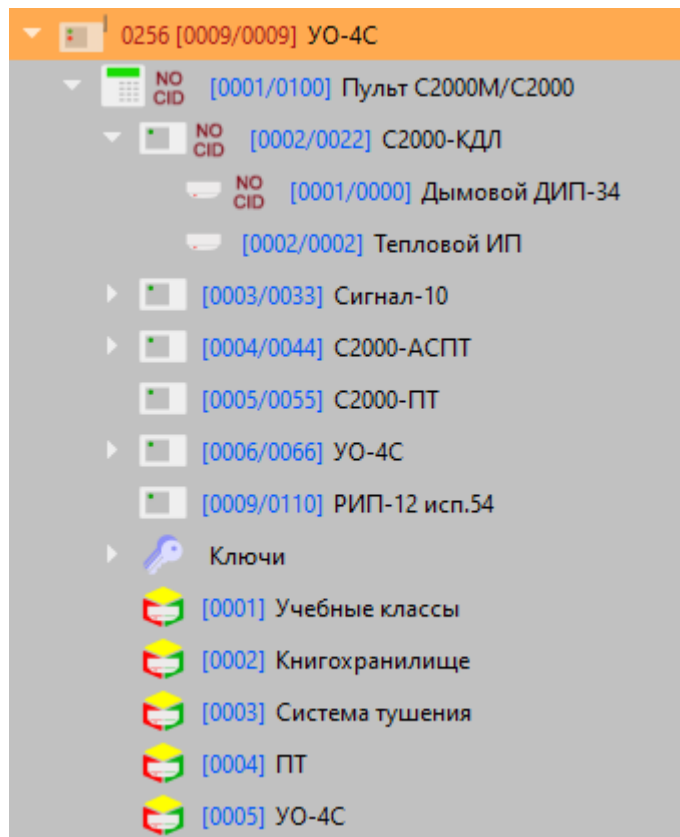 0256 [0009/0009] УО-4С
NO CID [0001/0100] Пульт С2000М/С2000
NO CID [0002/0022] С2000-КДЛ
NO CID [0001/0000] Дымовой ДИП-34
[0002/0002] Тепловой ИП
[0003/0033] Сигнал-10
[0004/0044] С2000-АСПТ
[0005/0055] С2000-ПТ
[0006/0066] УО-4С
[0009/0110] РИП-12 исп.54
Ключи
[0001] Учебные классы
[0002] Книгохранилище
[0003] Система тушения
[0004] ПТ
[0005] УО-4С